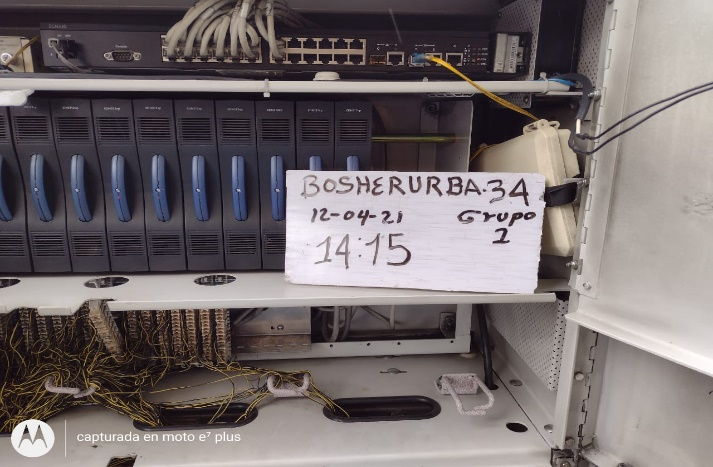 BOSHERURBA.34
12-04-21 Grupo
1
14:15
capturada en moto e⁷ plus